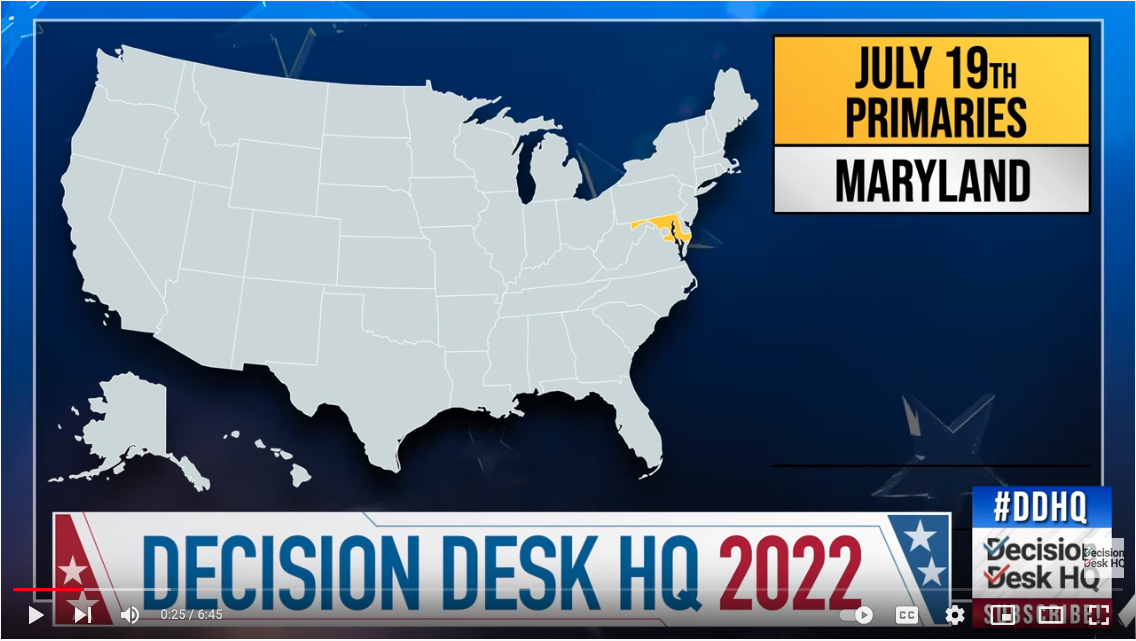 JULY 19TH
PRIMARIES
MARYLAND
#DDHQ
Decision
Desk HQ
Decision
Desk HQ
SUBSCRIBE!
DECISION DESK HQ 2022
0:25 / 6:45
CC